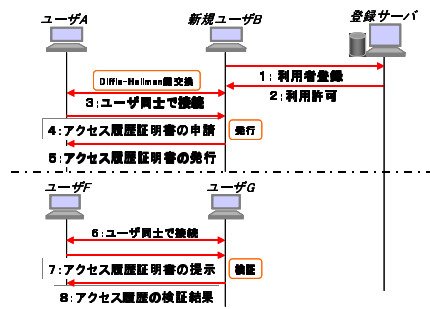 ユーザA
新規ユーザB
登録サーバ
1：利用者登録
Diffie-Hellman鍵交換
2：利用許可
3：ユーザ同士で接続
4：アクセス履歴証明書の申請
発行
5：アクセス履歴証明書の発行
ユーザF
ユーザG
6：ユーザ同士で接続
7：アクセス履歴証明書の提示
検証
8：アクセス履歴の検証結果